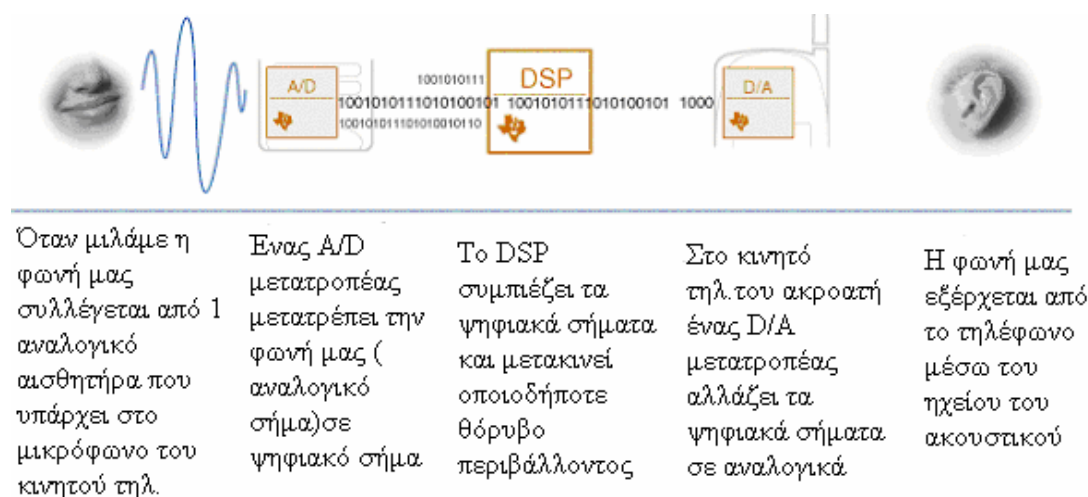 A/D
1001010111
DSP
D/A
1001010111010100101 1001010111010100101 1000
10010101110101001O110
Όταν μιλάμε η
φωνή μας
συλλέγεται από 1
αναλογικό
αισθητήρα που
υπάρχει στο
μικρόφωνο του
κινητού τηλ.
Ενας A/D
μετατροπέας
μετατρέπει την
φωνή μας (
αναλογικό
σήμα)σε
ψηφιακό σήμα
Το DSP
συμπιέζει τα
ψηφιακά σήματα
και μετακινεί
οποιοδήποτε
θόρυβο
περιβάλλοντος
Στο κινητό
τηλ.του ακροατή
ένας D/A
μετατροπέας
αλλάζει τα
ψηφιακά σήματα
σε αναλογικά
Η φωνή μας
εξέρχεται από
το τηλέφωνο
μέσω του
ηχείου του
ακουστικού